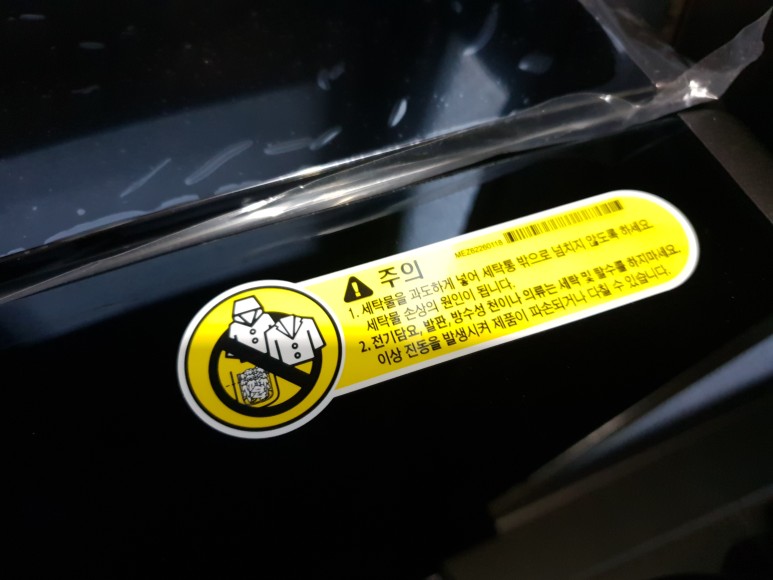 MEZ62260118
주의
1. 세탁물을 과도하게 넣어 세탁통 밖으로 넘치지 않도록 하세요.
세탁물 손상의 원인이 됩니다.
2. 전기담요, 발판, 방수성 천이나 의류는 세탁 및 탈수를 하지마세요.
이상 진동을 발생시켜 제품이 파손되거나 다칠 수 있습니다.